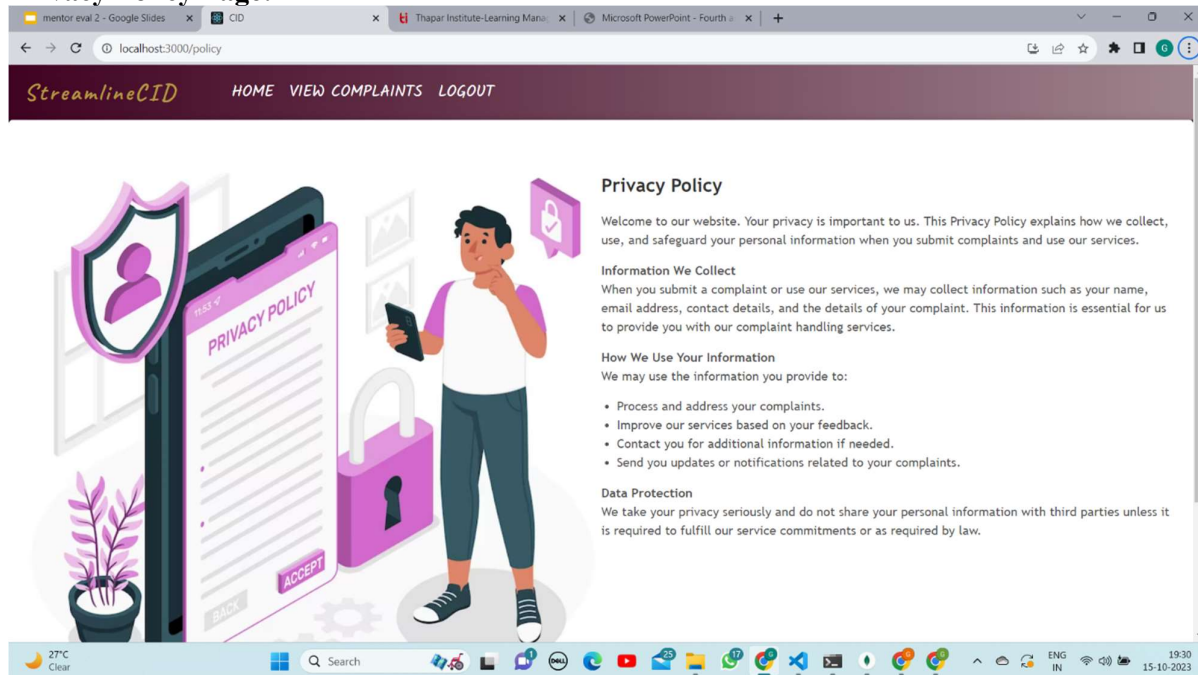 mentor eval 2 - Google Slides
CID
Thapar Institute-Learning Mana
Microsoft PowerPoint - Fourth a
localhost:3000/policy
G
StreamlineCID
HOME VIEW COMPLAINTS LOGOUT
11:53
PRIVACY POLICY
ACCEPT
BACK
Privacy Policy
Welcome to our website. Your privacy is important to us. This Privacy Policy explains how we collect,
use, and safeguard your personal information when you submit complaints and use our services.
Information We Collect
When you submit a complaint or use our services, we may collect information such as your name,
email address, contact details, and the details of your complaint. This information is essential for us
to provide you with our complaint handling services.
How We Use Your Information
We may use the information you provide to:
• Process and address your complaints.
• Improve our services based on your feedback.
• Contact you for additional information if needed.
• Send you updates or notifications related to your complaints.
Data Protection
We take your privacy seriously and do not share your personal information with third parties unless it
is required to fulfill our service commitments or as required by law.
27°C
Clear
Search
1
DELL
25
17
ENG
IN
19:30
15-10-2023